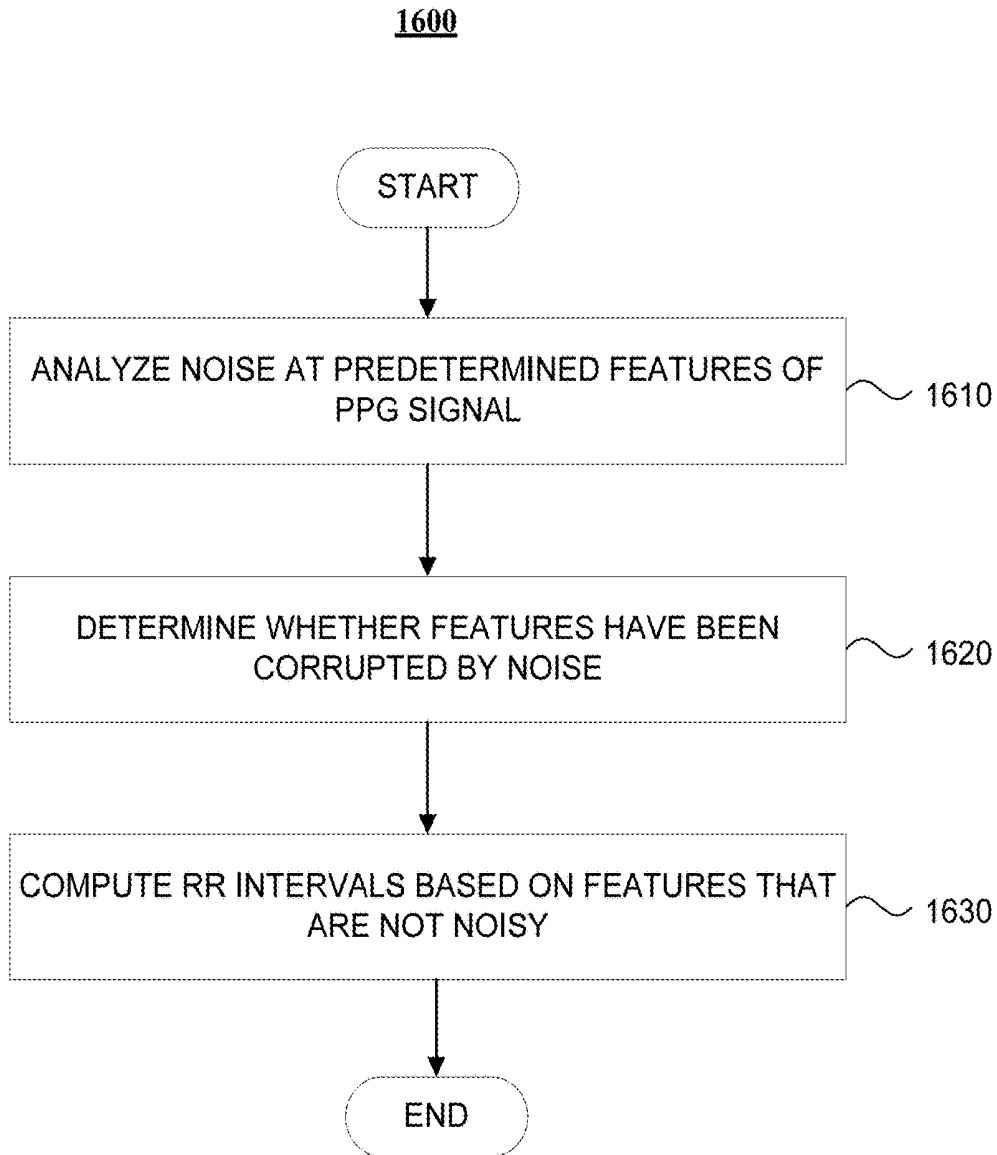 1600
START
ANALYZE NOISE AT PREDETERMINED FEATURES OF
PPG SIGNAL
1610
DETERMINE WHETHER FEATURES HAVE BEEN
CORRUPTED BY NOISE
1620
COMPUTE RR INTERVALS BASED ON FEATURES THAT
ARE NOT NOISY
1630
END